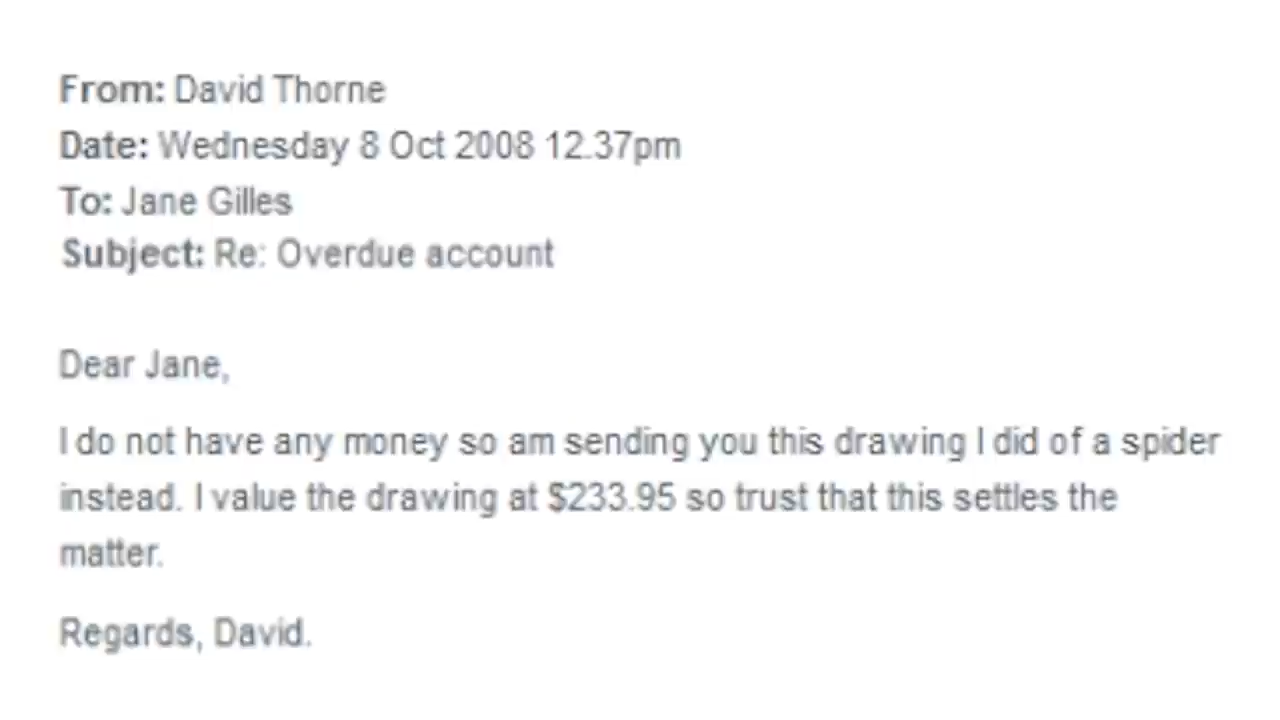 From: David Thorne
Date: Wednesday 8 Oct 2008 12.37pm
To: Jane Gilles
Subject: Re: Overdue account
Dear Jane,
I do not have any money so am sending you this drawing I did of a spider
instead. I value the drawing at $233.95 so trust that this settles the
matter.
Regards, David.